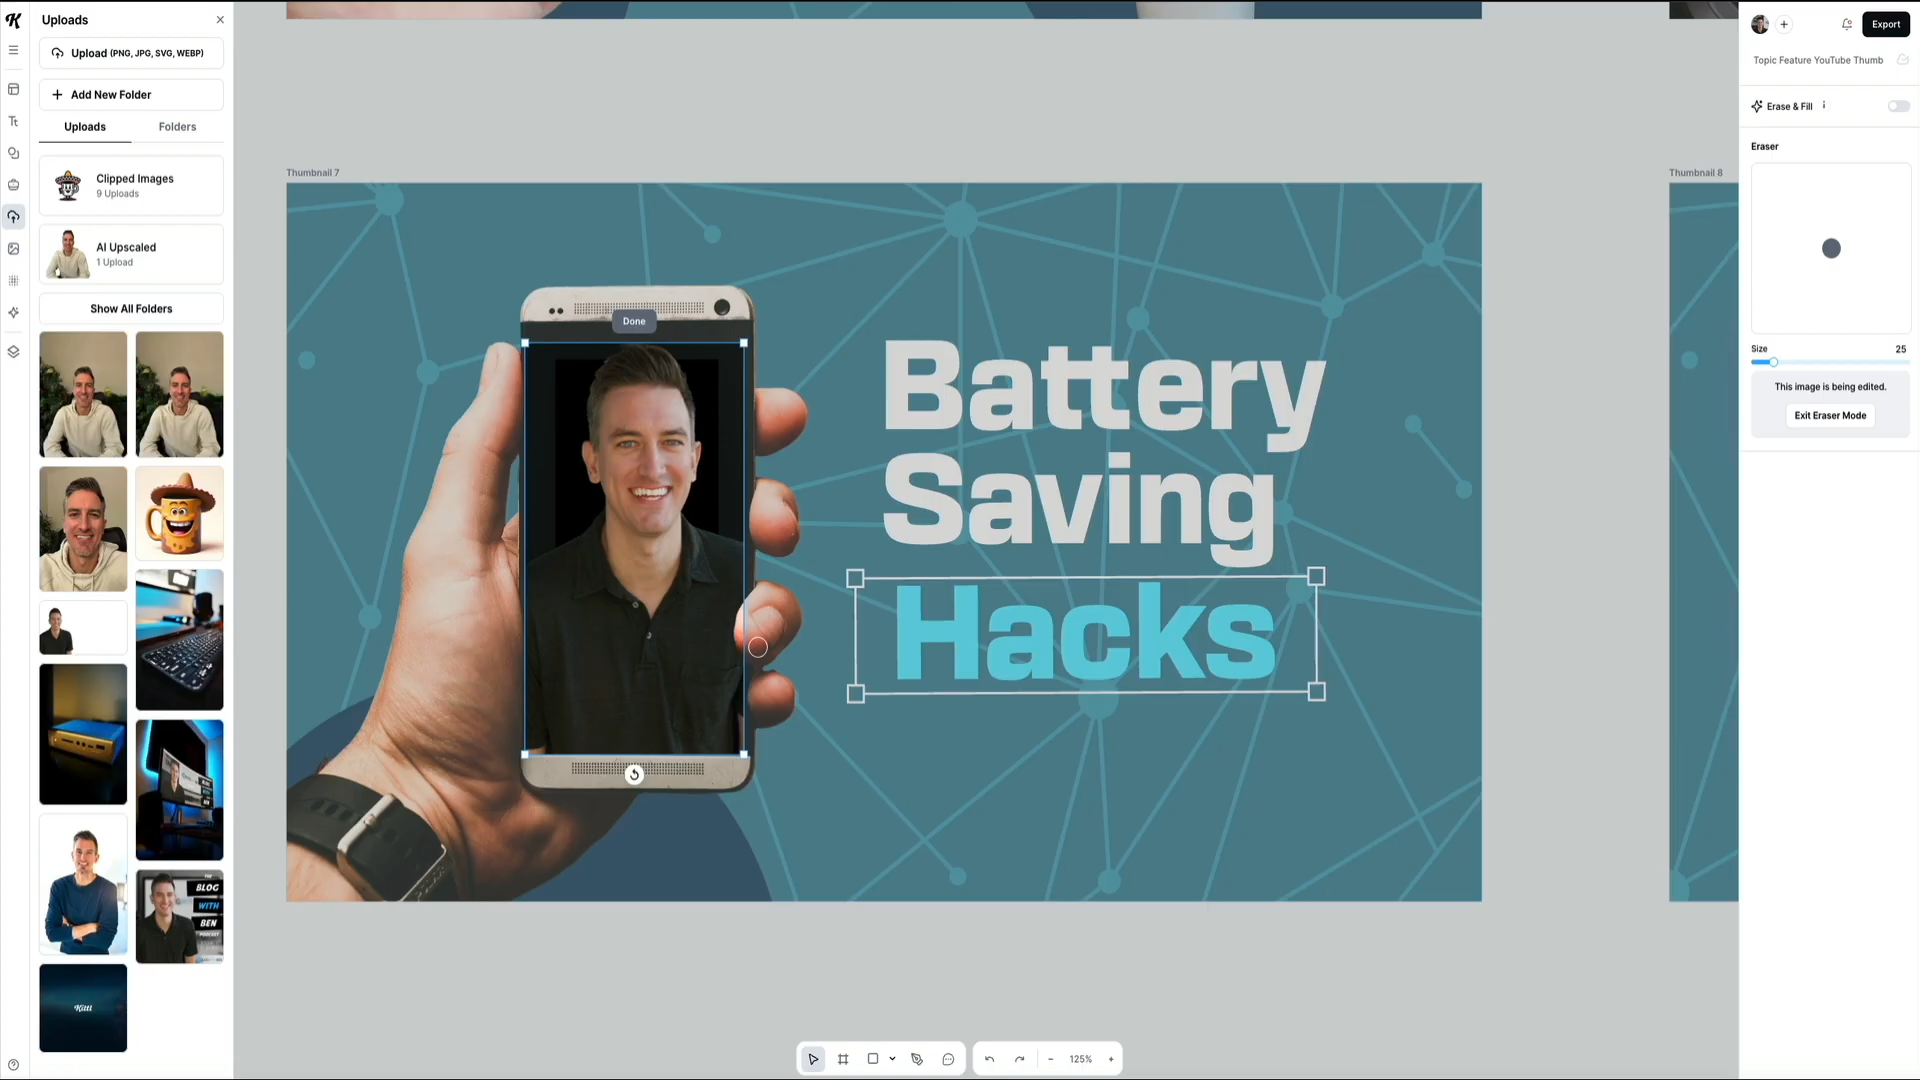 Uploads
Upload (PNG, JPG, SVG, WEBP)
Add New Folder
Uploads Folders
Clipped Images
9 Uploads
AI Upscaled
1 Upload
Show All Folders
BLOG
WITH
BEN
PODCAST
Kittl
Thumbnail 7
Done
Battery
Saving
Hacks
Thumbnail 8
125%
Export
Topic Feature YouTube Thumb
Erase & Fill
Eraser
Size 25
This image is being edited.
Exit Eraser Mode